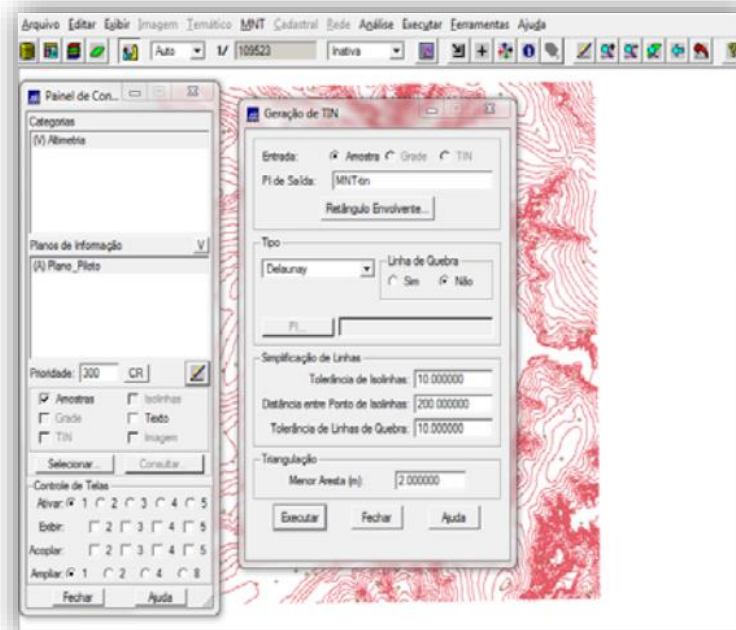 Arquivo Editar Exibir Imagem Temático MNT Cadastral Rede Análise Executar Ferramentas Ajuda
Auto 1/ 109523 Inativa
Painel de Con...
Categorias
(V) Altimetria
Planos de Informação V
(A) Plano_Piloto
Prioridade: 300 CR
Amostras Isolinhas
Grade Texto
TIN Imagem
Selecionar... Consultar...
Controle de Telas
Ativar: 1 2 3 4 5
Exibir: 2 3 4 5
Acoplar: 2 3 4 5
Ampliar: 1 2 4 8
Fechar Ajuda
Geração de TIN
Entrada: Amostra Grade TIN
PI de Saída: MNT-tin
Retângulo Envolvente...
Tipo
Delaunay
Linha de Quebra
Sim Não
PI...
Simplificação de Linhas
Tolerância de Isolinhas: 10.000000
Distância entre Ponto de Isolinhas: 200.000000
Tolerância de Linhas de Quebra: 10.000000
Triangulação
Menor Aresta (m): 2.000000
Executar Fechar Ajuda